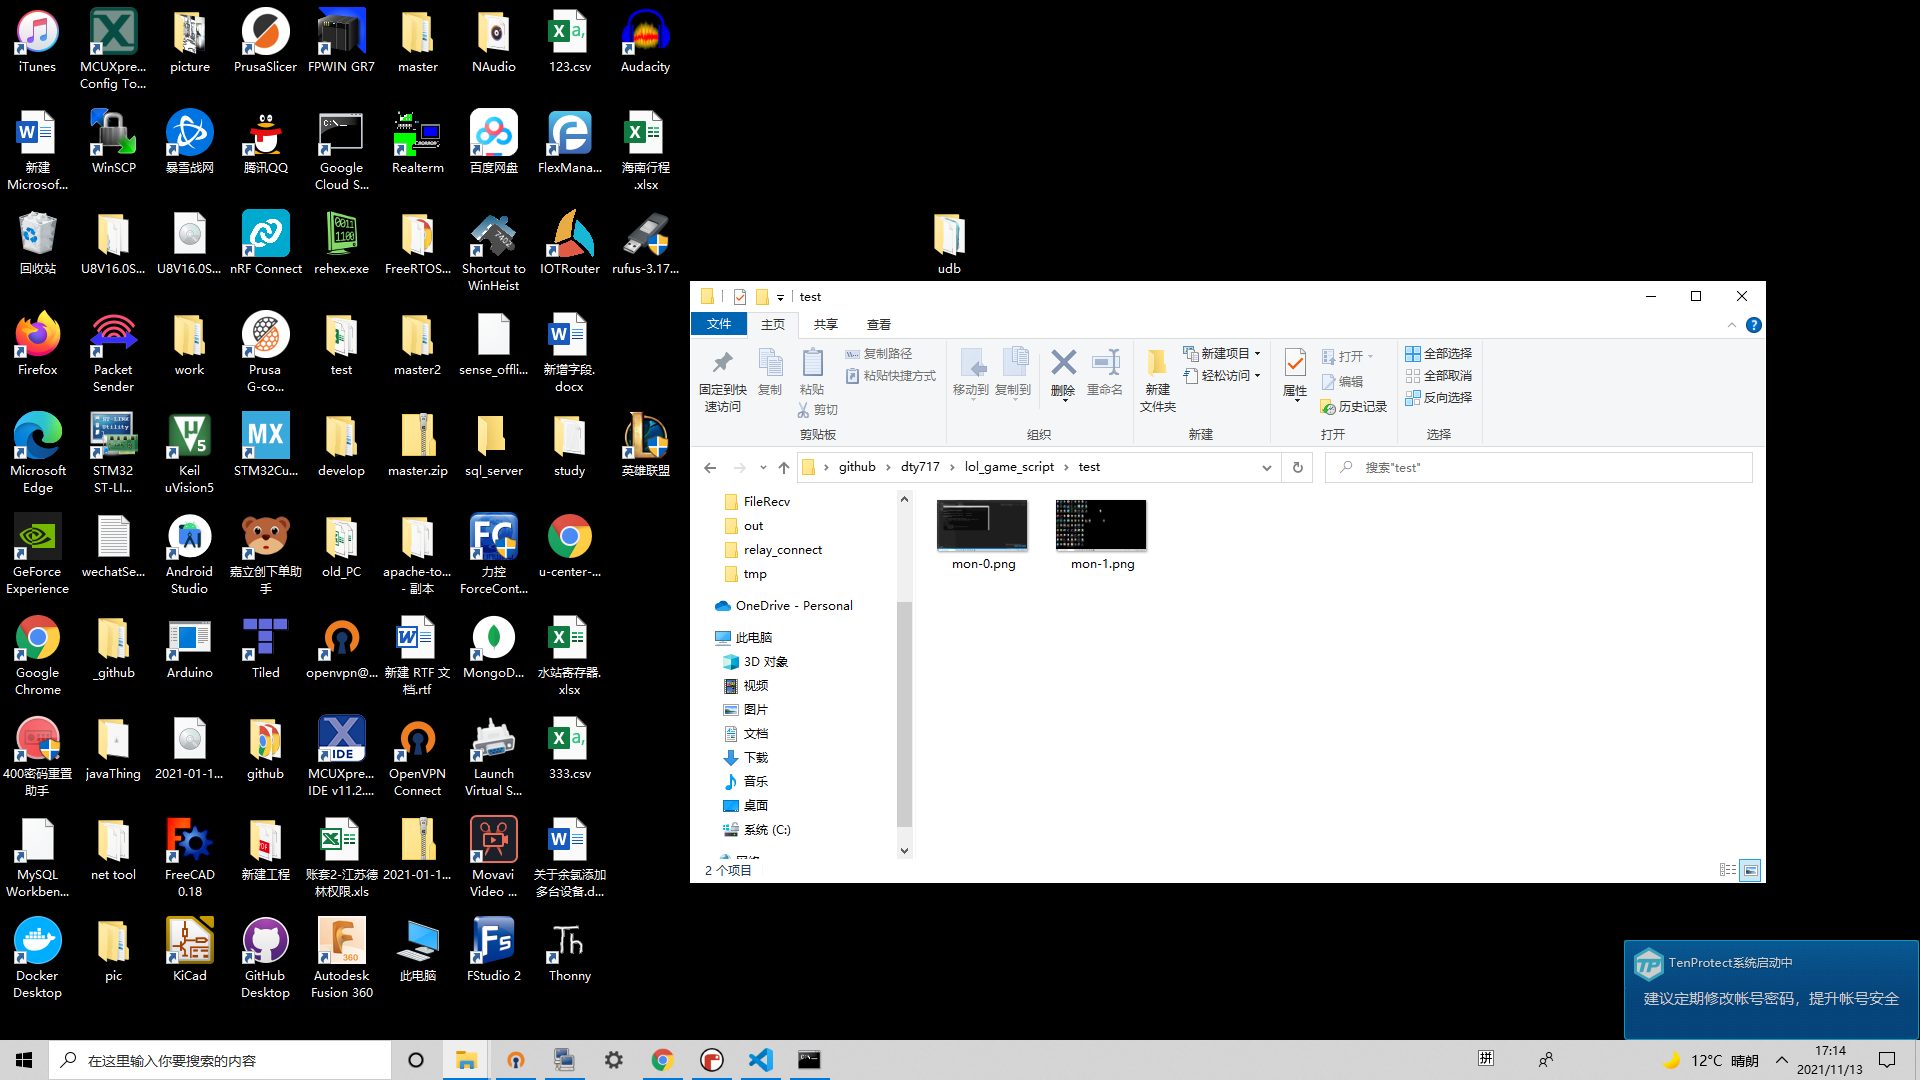 iTunes
MCUXpre...
Config To...
picture
PrusaSlicer
FPWIN GR7
master
NAudio
123.csv
Audacity
新建
Microsof...
WinSCP
暴雪战网
腾讯QQ
Google
Cloud S...
Realterm
百度网盘
FlexMana...
海南行程
.xlsx
回收站
U8V16.0S...
U8V16.0S...
nRF Connect
rehex.exe
FreeRTOS...
Shortcut to
WinHeist
IOTRouter
rufus-3.17...
udb
Firefox
Packet
Sender
work
Prusa
G-co...
test
master2
sense_offli...
新增字段.
docx
Microsoft
Edge
STM32
ST-LI...
Keil
uVision5
STM32Cu...
develop
master.zip
sql_server
study
英雄联盟
GeForce
Experience
wechatSe...
Android
Studio
嘉立创下单助
手
old_PC
apache-to...
- 副本
力控
ForceCont...
u-center-...
Google
Chrome
_github
Arduino
Tiled
openvpn@...
新建 RTF 文
档.rtf
MongoD...
水站寄存器.
xlsx
400密码重置
助手
javaThing
2021-01-1...
github
MCUXpre...
IDE v11.2....
OpenVPN
Connect
Launch
Virtual S...
333.csv
MySQL
Workben...
net tool
FreeCAD
0.18
新建工程
账套2-江苏德
林权限.xls
2021-01-1...
Movavi
Video ...
关于余氯添加
多台设备.d...
Docker
Desktop
pic
KiCad
GitHub
Desktop
Autodesk
Fusion 360
此电脑
FStudio 2
Thonny
test
文件 主页 共享 查看
固定到快
速访问
复制
粘贴
复制路径
粘贴快捷方式
剪切
剪贴板
移动到
复制到
删除
重命名
组织
新建
文件夹
新建项目
轻松访问
新建
属性
打开
编辑
历史记录
打开
全部选择
全部取消
反向选择
选择
github › dty717 › lol_game_script › test
搜索"test"
FileRecv
out
relay_connect
tmp
OneDrive - Personal
此电脑
3D 对象
视频
图片
文档
下载
音乐
桌面
系统 (C:)
mon-0.png
mon-1.png
2 个项目
TenProtect系统启动中
建议定期修改帐号密码，提升帐号安全
在这里输入你要搜索的内容
拼
12°C 晴朗
17:14
2021/11/13